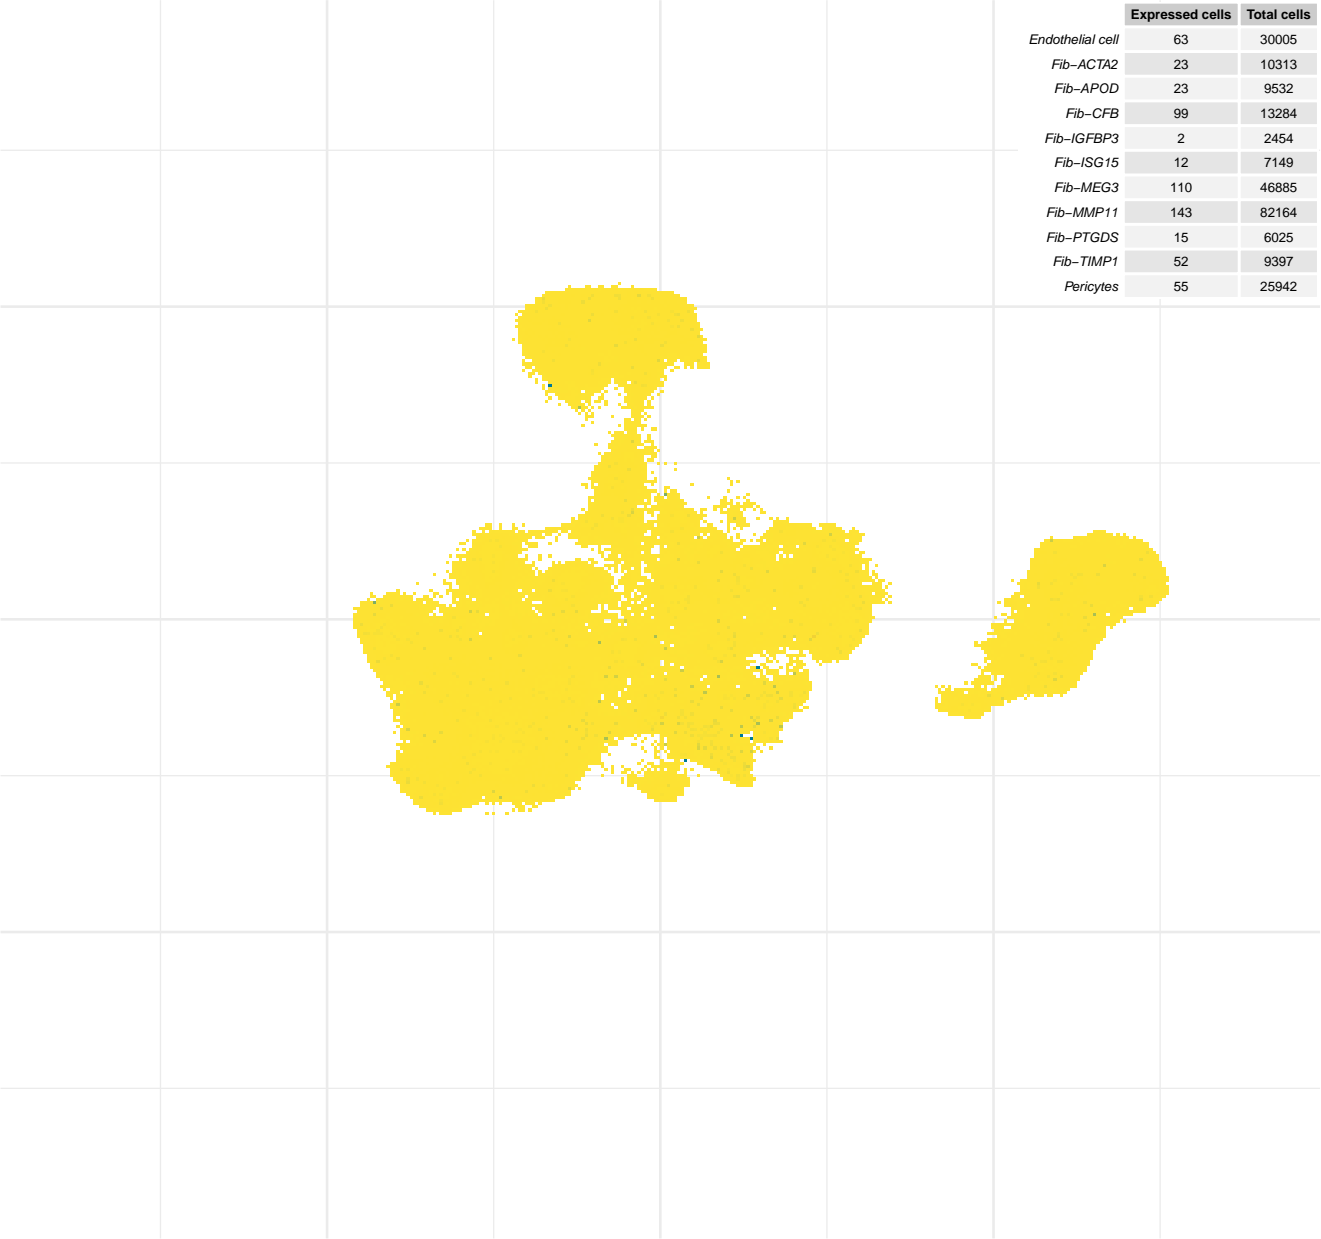 Expressed cells Total cells
Endothelial cell 63 30005
Fib−ACTA2 23 10313
Fib−APOD 23 9532
Fib−CFB 99 13284
Fib−IGFBP3 2 2454
Fib−ISG15 12 7149
Fib−MEG3 110 46885
Fib−MMP11 143 82164
Fib−PTGDS 15 6025
Fib−TIMP1 52 9397
Pericytes 55 25942